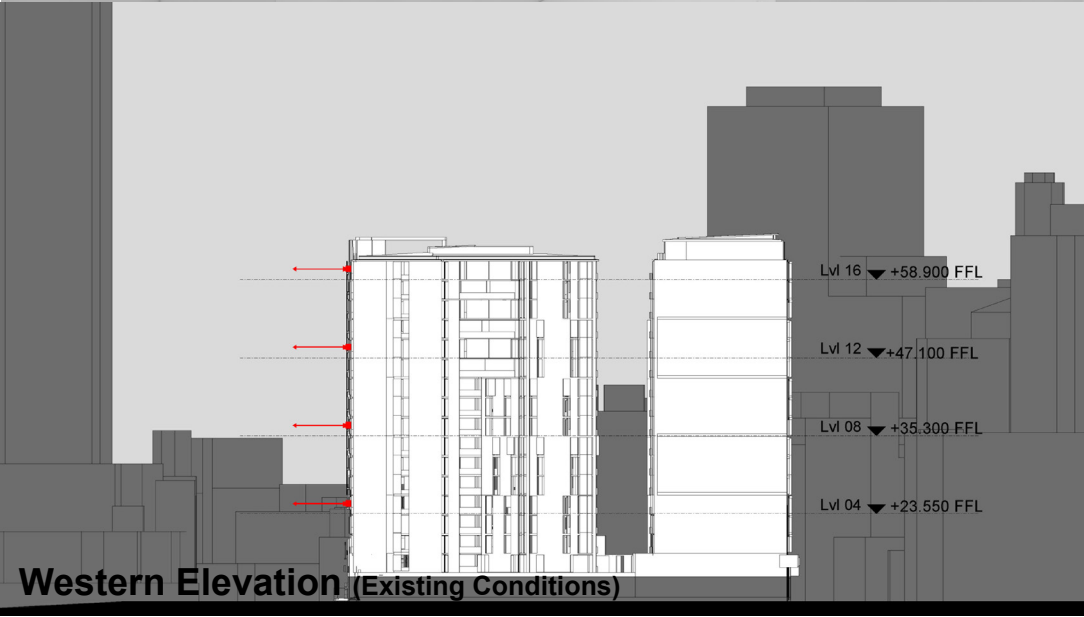 Lvl 16 +58.900 FFL
Lvl 12 +47.100 FFL
Lvl 08 +35.300 FFL
Lvl 04 +23.550 FFL
Western Elevation (Existing Conditions)